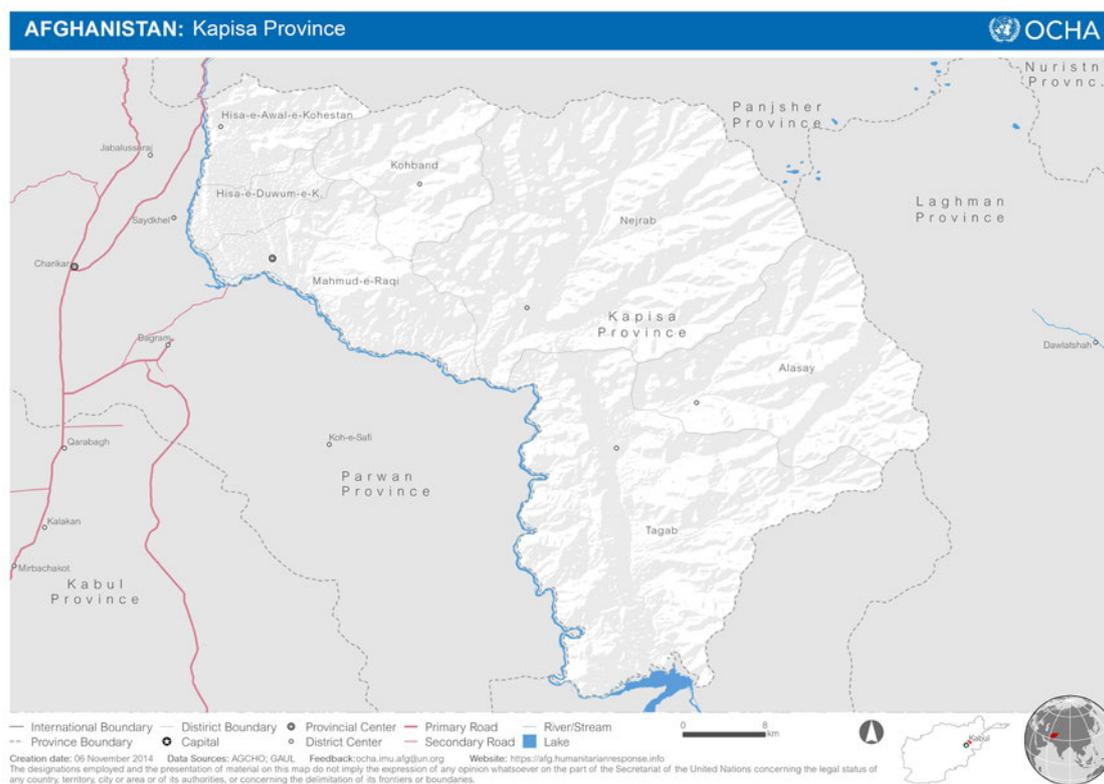 AFGHANISTAN: Kapisa Province
OCHA
Nuristn
Provnc.
Panjsher
Province
Hisa-e-Awal-e-Kohestan
Jabalussaraj
Kohband
Hisa-e-Duwum-e-K.
Laghman
Province
Saydkhel
Nejrab
Charikar
Mahmud-e-Raqi
Kapisa
Province
Bagram
Dawlatshah
Alasay
Koh-e-Safi
Qarabagh
Parwan
Province
Kalakan
Tagab
Mirbachakot
Kabul
Province
International Boundary District Boundary Provincial Center Primary Road River/Stream 0 8
km
Province Boundary Capital District Center Secondary Road Lake
Kabul
Creation date: 06 November 2014 Data Sources: AGCHO; GAUL Feedback:ocha.imu.afg@un.org Website: https://afg.humanitarianresponse.info
The designations employed and the presentation of material on this map do not imply the expression of any opinion whatsoever on the part of the Secretariat of the United Nations concerning the legal status of
any country, territory, city or area or of its authorities, or concerning the delimitation of its frontiers or boundaries.